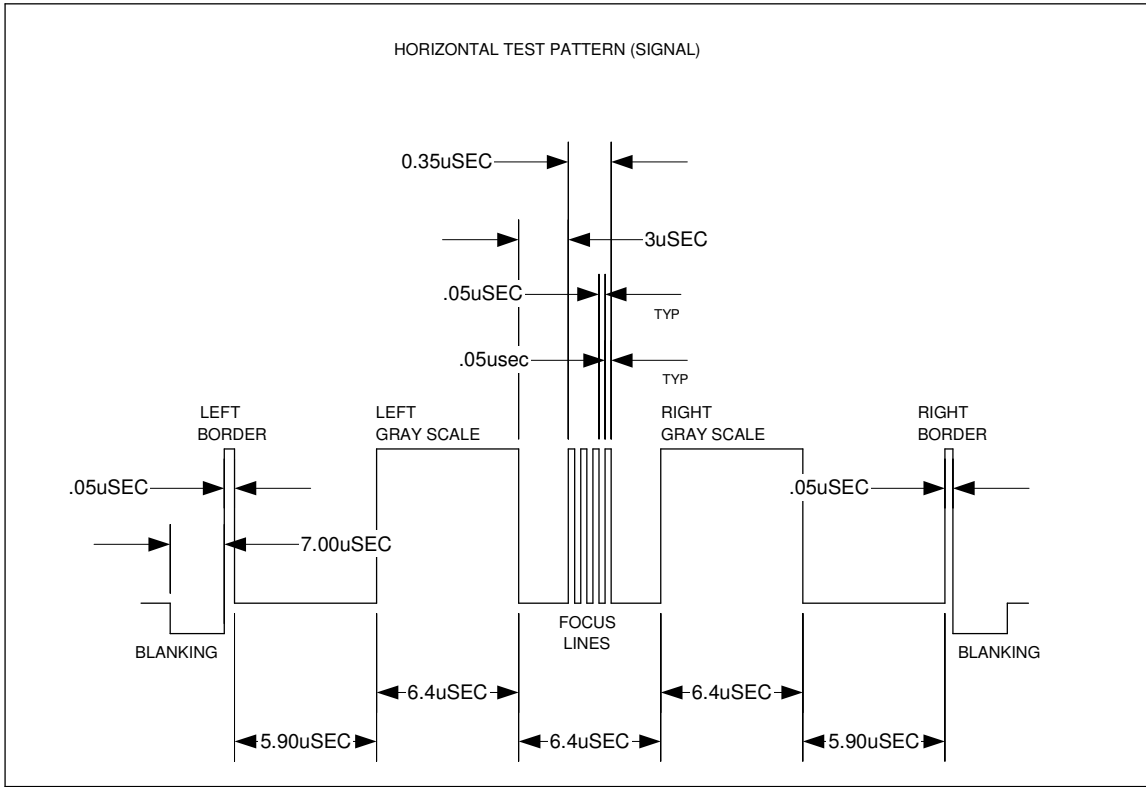 HORIZONTAL TEST PATTERN (SIGNAL)
0.35uSEC
3uSEC
.05uSEC
TYP
.05usec
TYP
LEFT
BORDER
LEFT
GRAY SCALE
RIGHT
GRAY SCALE
RIGHT
BORDER
.05uSEC
.05uSEC
7.00uSEC
BLANKING
FOCUS
LINES
BLANKING
6.4uSEC
6.4uSEC
5.90uSEC
6.4uSEC
5.90uSEC